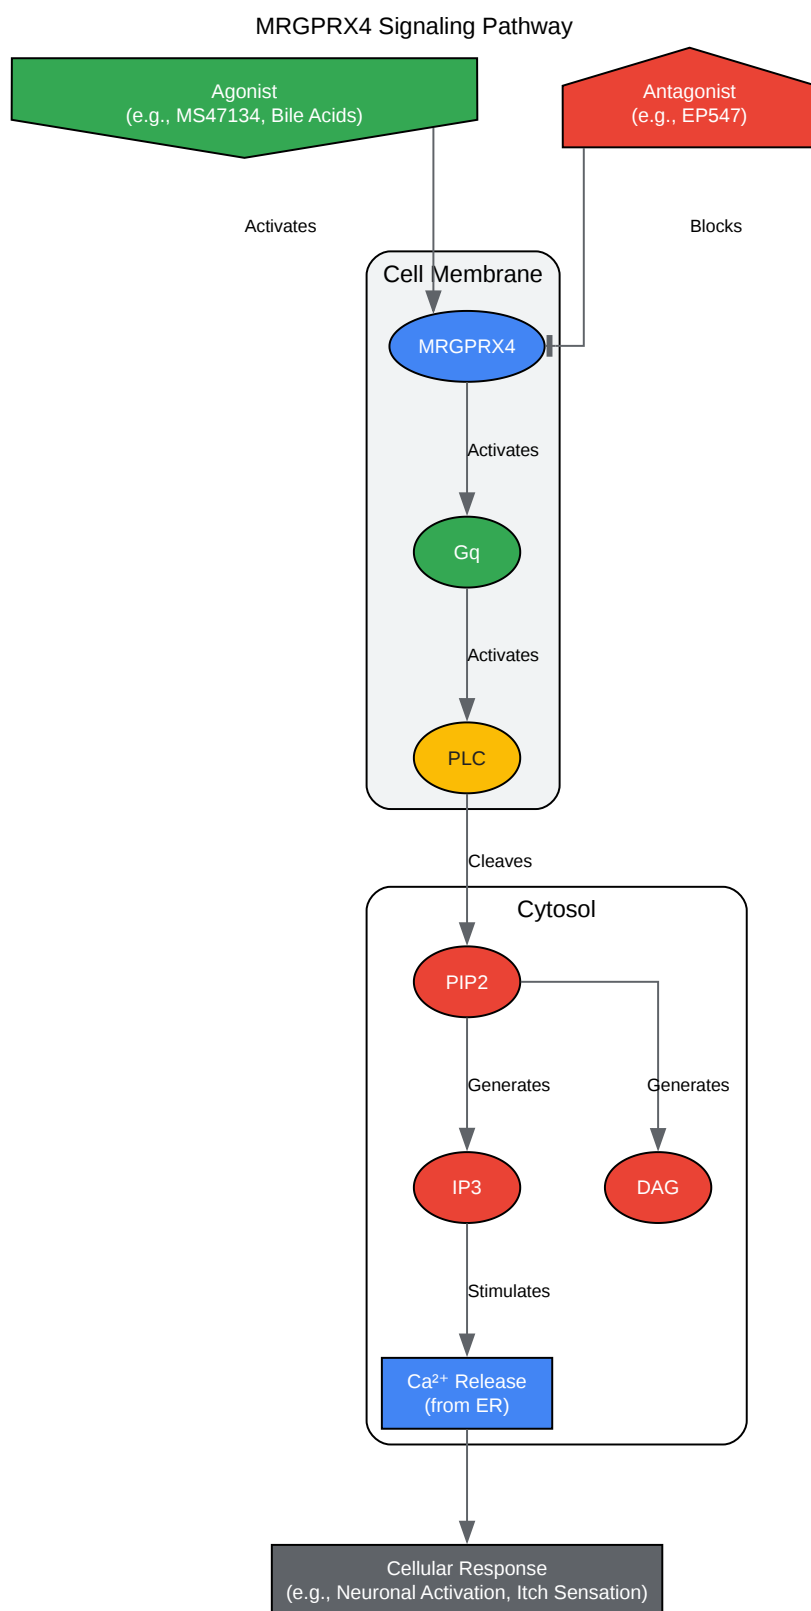 MRGPRX4 Signaling Pathway
Agonist
(e.g., MS47134, Bile Acids)
Antagonist
(e.g., EP547)
Activates
Blocks
Cell Membrane
MRGPRX4
Activates
Gq
Activates
PLC
Cleaves
Cytosol
PIP2
Generates
Generates
IP3
DAG
Stimulates
Ca²⁺ Release
(from ER)
Cellular Response
(e.g., Neuronal Activation, Itch Sensation)